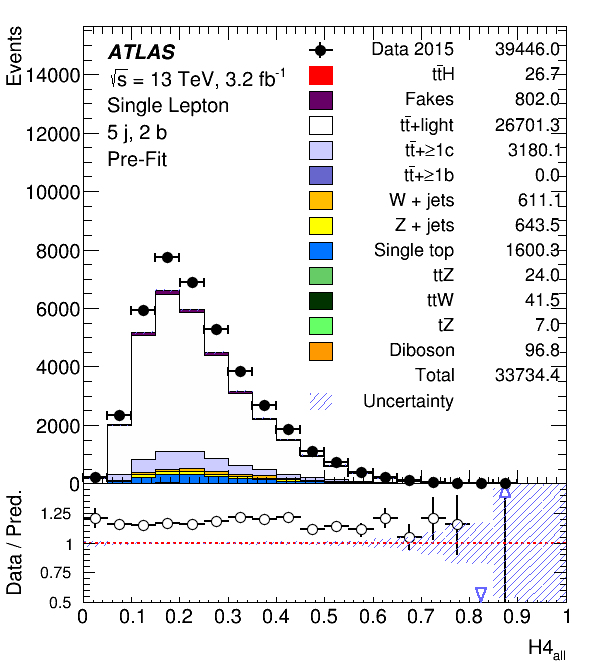 Events
14000
12000
10000
8000
6000
4000
2000
0
ATLAS
√s = 13 TeV, 3.2 fb⁻¹
Single Lepton
5 j, 2 b
Pre-Fit
Data 2015 39446.0
tt̄H 26.7
Fakes 802.0
tt̄+light 26701.3
tt̄+≥1c 3180.1
tt̄+≥1b 0.0
W + jets 611.1
Z + jets 643.5
Single top 1600.3
ttZ 24.0
ttW 41.5
tZ 7.0
Diboson 96.8
Total 33734.4
Uncertainty
Data / Pred.
1.25
1
0.75
0.5
0 0.1 0.2 0.3 0.4 0.5 0.6 0.7 0.8 0.9 1
H4all